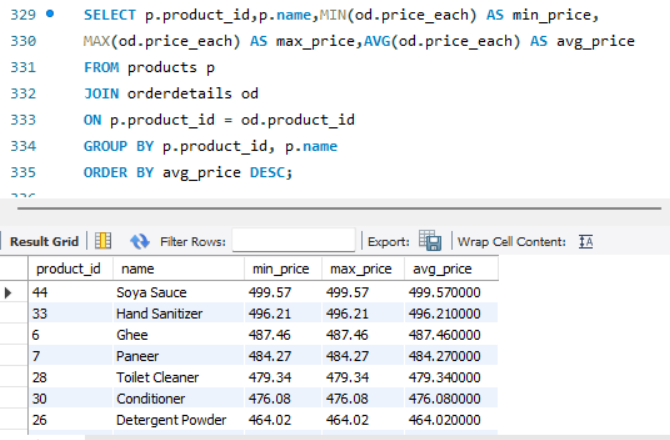 329 SELECT p.product_id,p.name,MIN(od.price_each) AS min_price,
330 MAX(od.price_each) AS max_price,AVG(od.price_each) AS avg_price
331 FROM products p
332 JOIN orderdetails od
333 ON p.product_id = od.product_id
334 GROUP BY p.product_id, p.name
335 ORDER BY avg_price DESC;
Result Grid Filter Rows: Export: Wrap Cell Content: IA
product_id name min_price max_price avg_price
44 Soya Sauce 499.57 499.57 499.570000
33 Hand Sanitizer 496.21 496.21 496.210000
6 Ghee 487.46 487.46 487.460000
7 Paneer 484.27 484.27 484.270000
28 Toilet Cleaner 479.34 479.34 479.340000
30 Conditioner 476.08 476.08 476.080000
26 Detergent Powder 464.02 464.02 464.020000